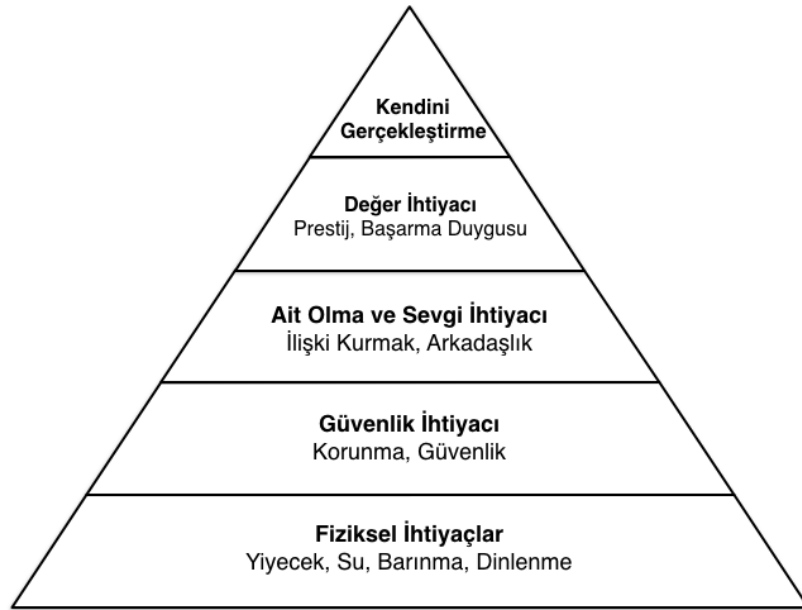 Kendini
Gerçekleştirme
Değer İhtiyacı
Prestij, Başarma Duygusu
Ait Olma ve Sevgi İhtiyacı
İlişki Kurmak, Arkadaşlık
Güvenlik İhtiyacı
Korunma, Güvenlik
Fiziksel İhtiyaçlar
Yiyecek, Su, Barınma, Dinlenme